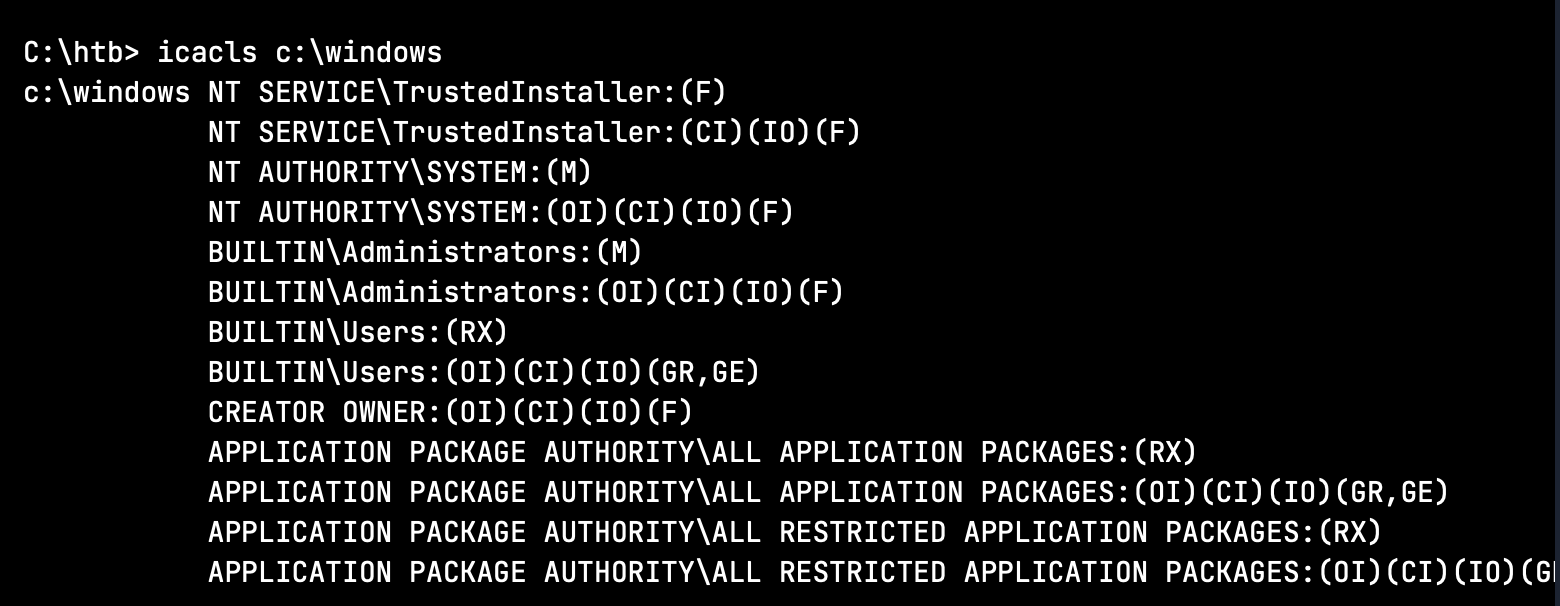 C:\htb> icacls c:\windows
c:\windows NT SERVICE\TrustedInstaller:(F)
NT SERVICE\TrustedInstaller:(CI)(IO)(F)
NT AUTHORITY\SYSTEM:(M)
NT AUTHORITY\SYSTEM:(OI)(CI)(IO)(F)
BUILTIN\Administrators:(M)
BUILTIN\Administrators:(OI)(CI)(IO)(F)
BUILTIN\Users:(RX)
BUILTIN\Users:(OI)(CI)(IO)(GR,GE)
CREATOR OWNER:(OI)(CI)(IO)(F)
APPLICATION PACKAGE AUTHORITY\ALL APPLICATION PACKAGES:(RX)
APPLICATION PACKAGE AUTHORITY\ALL APPLICATION PACKAGES:(OI)(CI)(IO)(GR,GE)
APPLICATION PACKAGE AUTHORITY\ALL RESTRICTED APPLICATION PACKAGES:(RX)
APPLICATION PACKAGE AUTHORITY\ALL RESTRICTED APPLICATION PACKAGES:(OI)(CI)(IO)(G